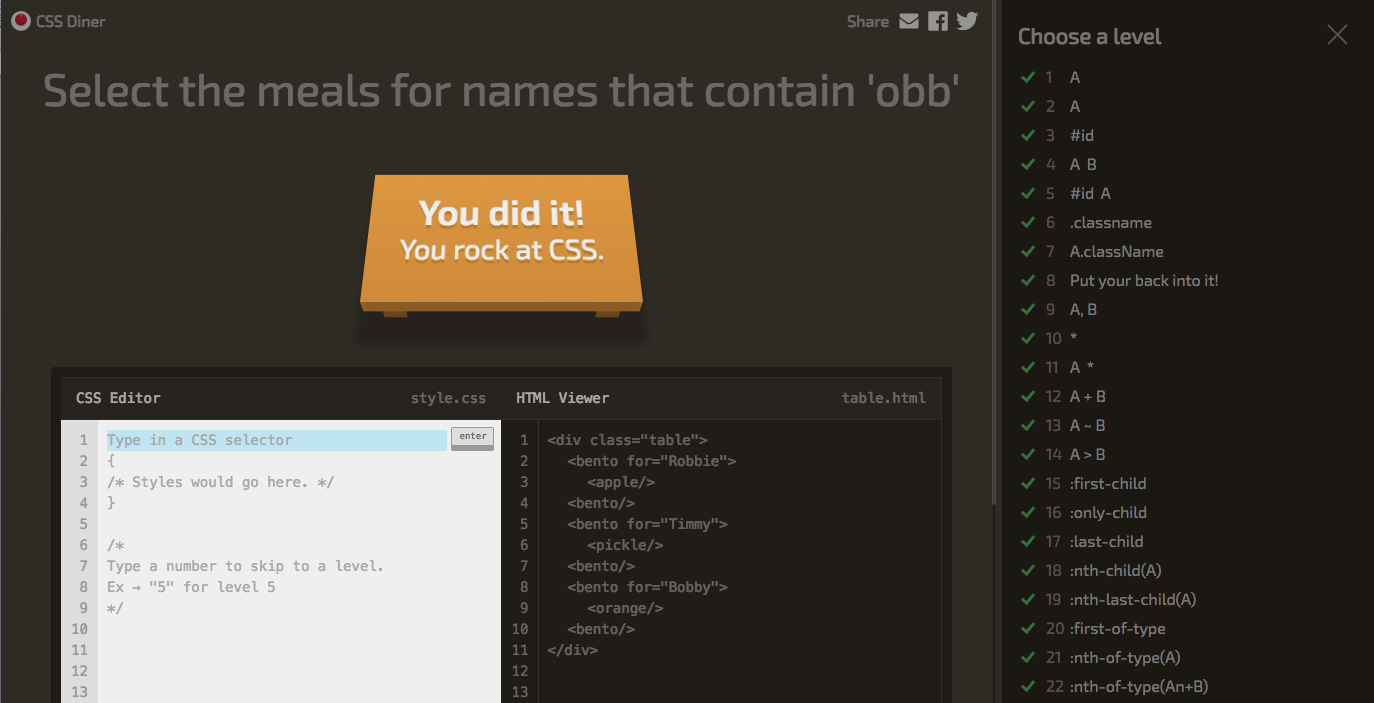 CSS Diner
Share
Select the meals for names that contain 'obb'
You did it!
You rock at CSS.
CSS Editor style.css
1 Type in a CSS selector enter
2 {
3 /* Styles would go here. */
4 }
5
6 /*
7 Type a number to skip to a level.
8 Ex → "5" for level 5
9 */
10
11
12
13
HTML Viewer table.html
1 <div class="table">
2 <bento for="Robbie">
3 <apple/>
4 <bento/>
5 <bento for="Timmy">
6 <pickle/>
7 <bento/>
8 <bento for="Bobby">
9 <orange/>
10 <bento/>
11 </div>
12
13
Choose a level
1 A
2 A
3 #id
4 A B
5 #id A
6 .classname
7 A.className
8 Put your back into it!
9 A, B
10 *
11 A *
12 A + B
13 A ~ B
14 A > B
15 :first-child
16 :only-child
17 :last-child
18 :nth-child(A)
19 :nth-last-child(A)
20 :first-of-type
21 :nth-of-type(A)
22 :nth-of-type(An+B)